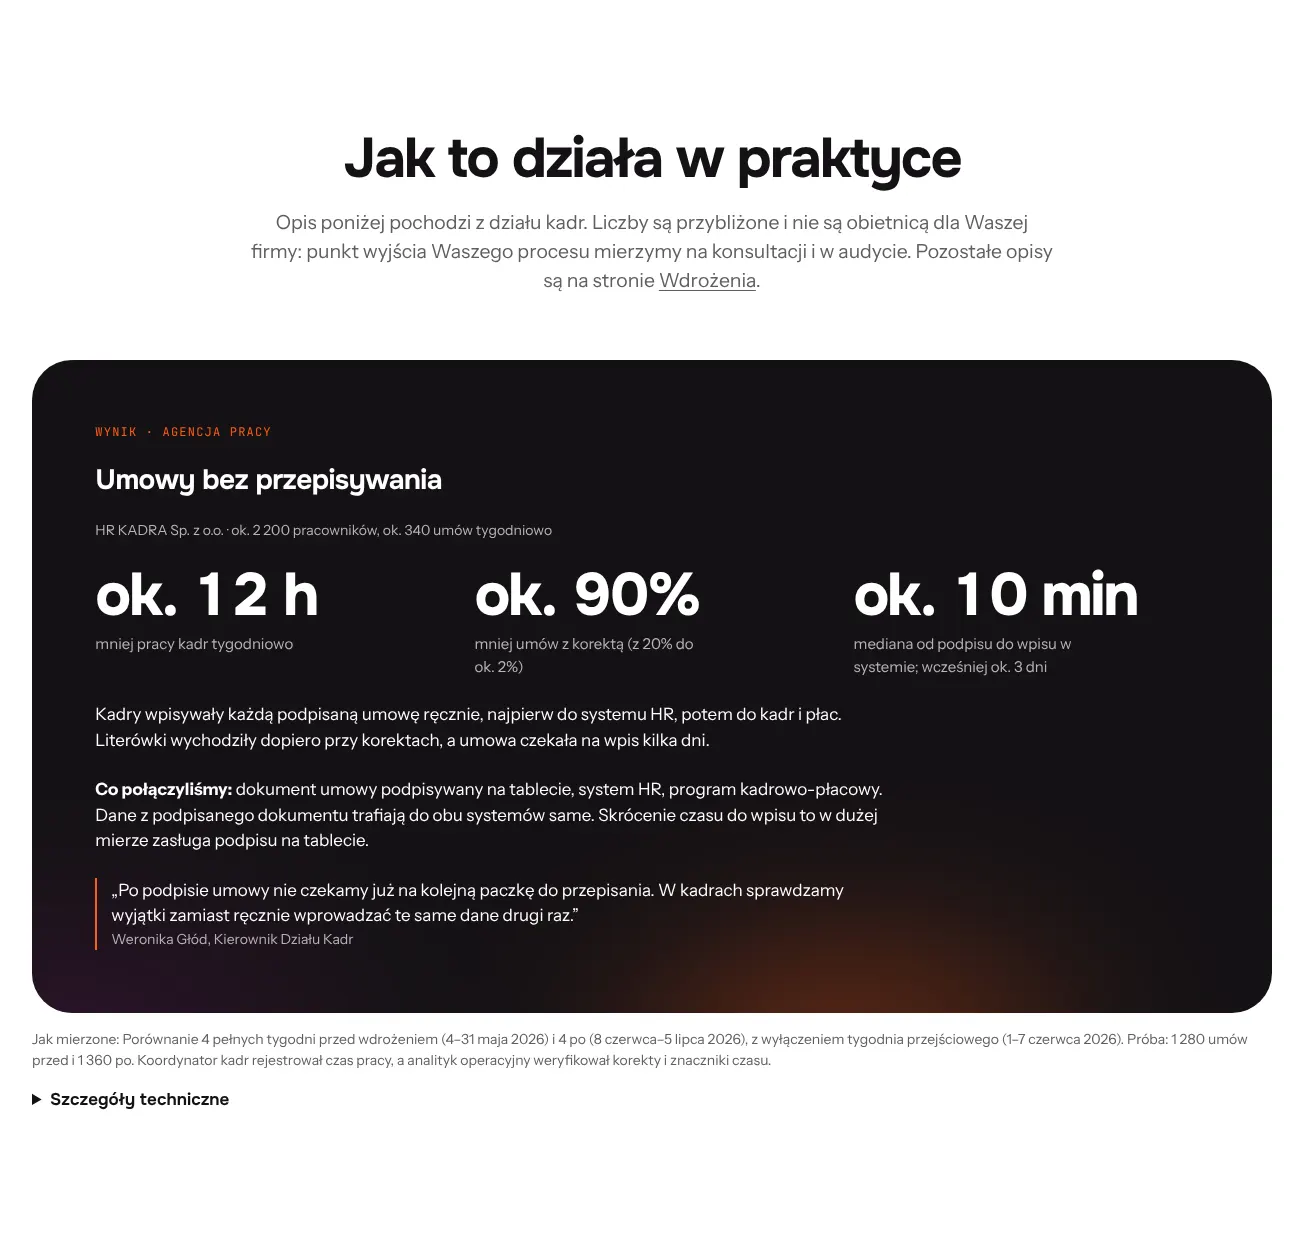 Jak to działa w praktyce
Opis poniżej pochodzi z działu kadr. Liczby są przybliżone i nie są obietnicą dla Waszej
firmy: punkt wyjścia Waszego procesu mierzymy na konsultacji i w audycie. Pozostałe opisy
są na stronie Wdrożenia.
WYNIK · AGENCJA PRACY
Umowy bez przepisywania
HR KADRA Sp. z o.o. · ok. 2 200 pracowników, ok. 340 umów tygodniowo
ok. 12 h
mniej pracy kadr tygodniowo
ok. 90%
mniej umów z korektą (z 20% do
ok. 2%)
ok. 10 min
mediana od podpisu do wpisu w
systemie; wcześniej ok. 3 dni
Kadry wpisywały każdą podpisaną umowę ręcznie, najpierw do systemu HR, potem do kadr i płac.
Literówki wychodziły dopiero przy korektach, a umowa czekała na wpis kilka dni.
Co połączyliśmy: dokument umowy podpisywany na tablecie, system HR, program kadrowo-płacowy.
Dane z podpisanego dokumentu trafiają do obu systemów same. Skrócenie czasu do wpisu to w dużej
mierze zasługa podpisu na tablecie.
„Po podpisie umowy nie czekamy już na kolejną paczkę do przepisania. W kadrach sprawdzamy
wyjątki zamiast ręcznie wprowadzać te same dane drugi raz.”
Weronika Głód, Kierownik Działu Kadr
Jak mierzone: Porównanie 4 pełnych tygodni przed wdrożeniem (4–31 maja 2026) i 4 po (8 czerwca–5 lipca 2026), z wyłączeniem tygodnia przejściowego (1–7 czerwca 2026). Próba: 1 280 umów
przed i 1 360 po. Koordynator kadr rejestrował czas pracy, a analityk operacyjny weryfikował korekty i znaczniki czasu.
▶ Szczegóły techniczne